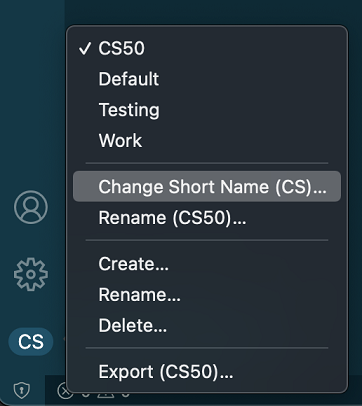 ✓ CS50
Default
Testing
Work
Change Short Name (CS)...
Rename (CS50)...
Create...
Rename...
Delete...
CS
Export (CS50)...